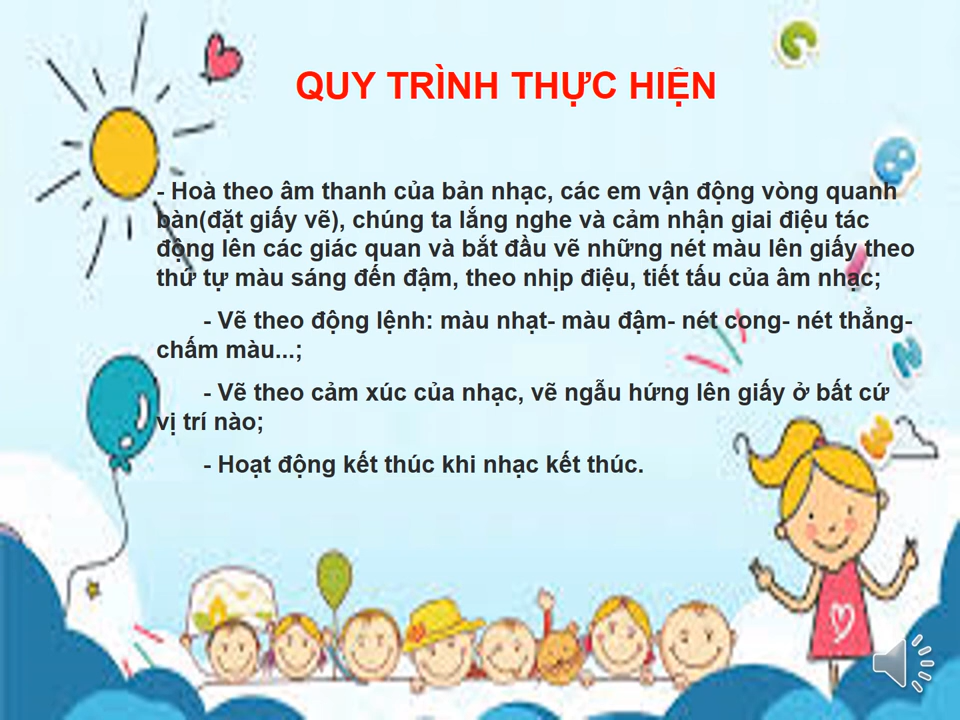 QUY TRÌNH THỰC HIỆN
- Hoà theo âm thanh của bản nhạc, các em vận động vòng quanh
bàn(đặt giấy vẽ), chúng ta lắng nghe và cảm nhận giai điệu tác
động lên các giác quan và bắt đầu vẽ những nét màu lên giấy theo
thứ tự màu sáng đến đậm, theo nhịp điệu, tiết tấu của âm nhạc;
- Vẽ theo động lệnh: màu nhạt- màu đậm- nét cong- nét thẳng-
chấm màu...;
- Vẽ theo cảm xúc của nhạc, vẽ ngẫu hứng lên giấy ở bất cứ
vị trí nào;
- Hoạt động kết thúc khi nhạc kết thúc.